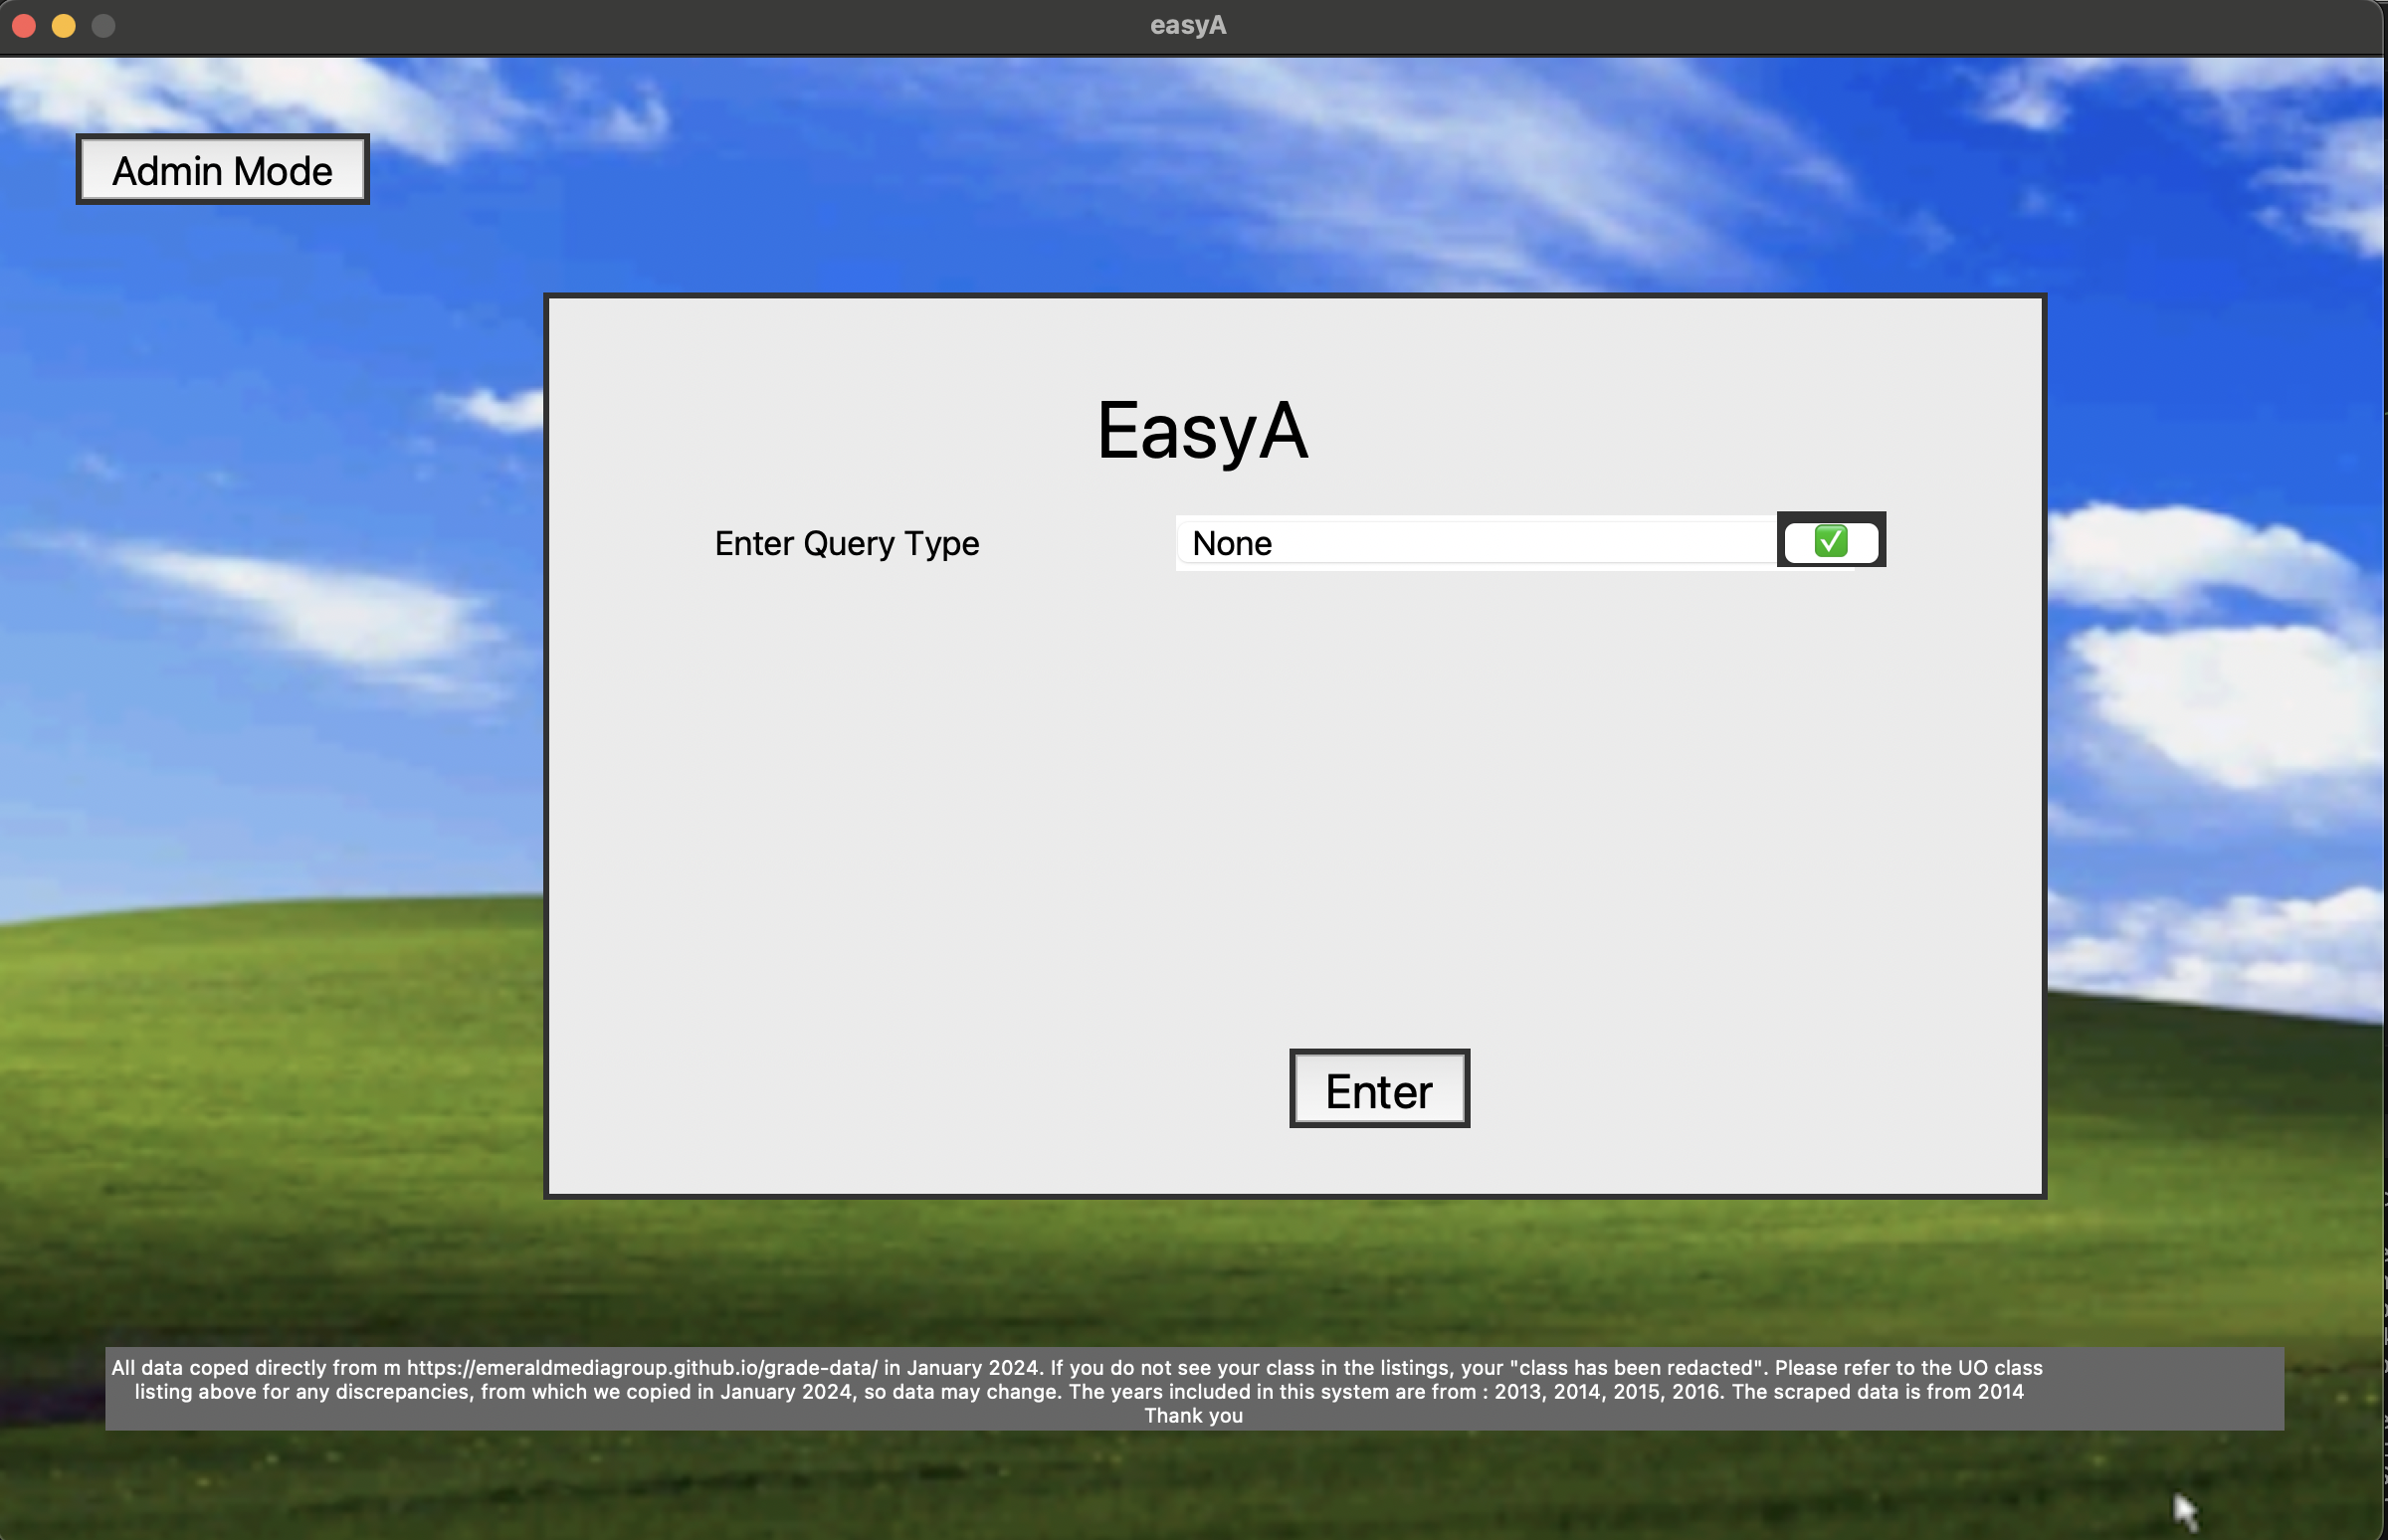 easyA
Admin Mode
EasyA
Enter Query Type
None
Enter
All data coped directly from m https://emeraldmediagroup.github.io/grade-data/ in January 2024. If you do not see your class in the listings, your "class has been redacted". Please refer to the UO class
listing above for any discrepancies, from which we copied in January 2024, so data may change. The years included in this system are from : 2013, 2014, 2015, 2016. The scraped data is from 2014
Thank you